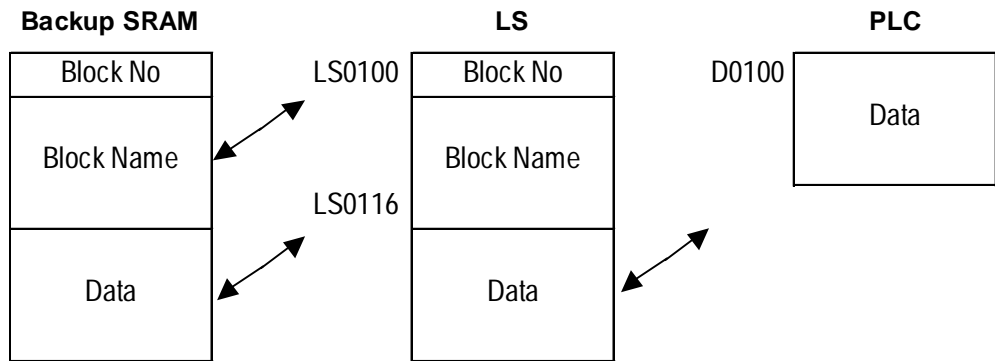 Backup SRAM LS PLC
Block No LS0100 Block No D0100
Data
Block Name Block Name
LS0116
Data Data